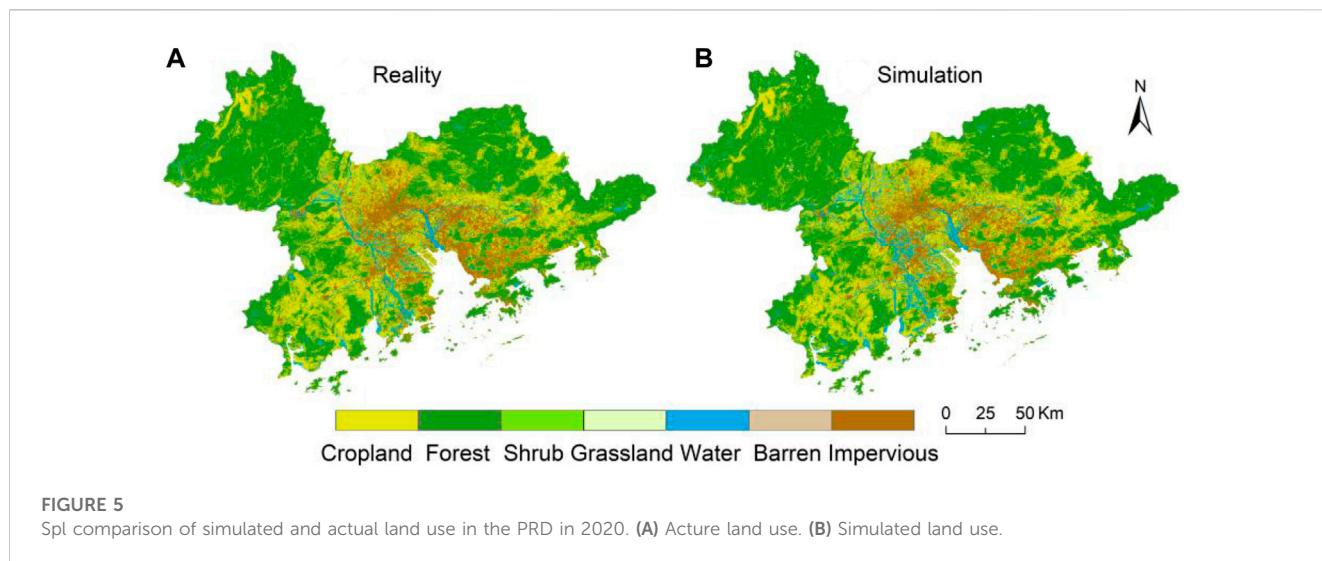 A
Reality
B
Simulation
N
0 25 50 Km
Cropland Forest Shrub Grassland Water Barren Impervious
FIGURE 5
Spl comparison of simulated and actual land use in the PRD in 2020. (A) Acture land use. (B) Simulated land use.